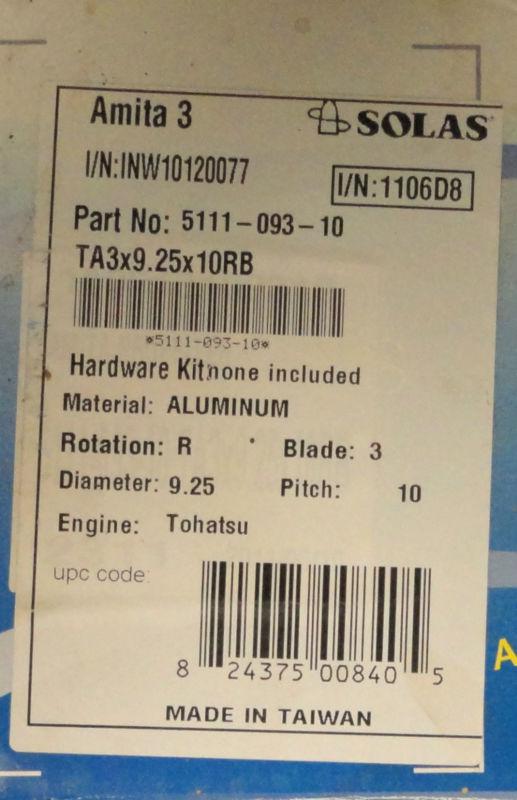 Amita 3
SOLAS
I/N:INW10120077
I/N:1106D8
Part No: 5111-093-10
TA3x9.25x10RB
*5111-093-10*
Hardware Kit:none included
Material: ALUMINUM
Rotation: R Blade: 3
Diameter: 9.25 Pitch: 10
Engine: Tohatsu
upc code:
8 24375 00840 5
A
MADE IN TAIWAN